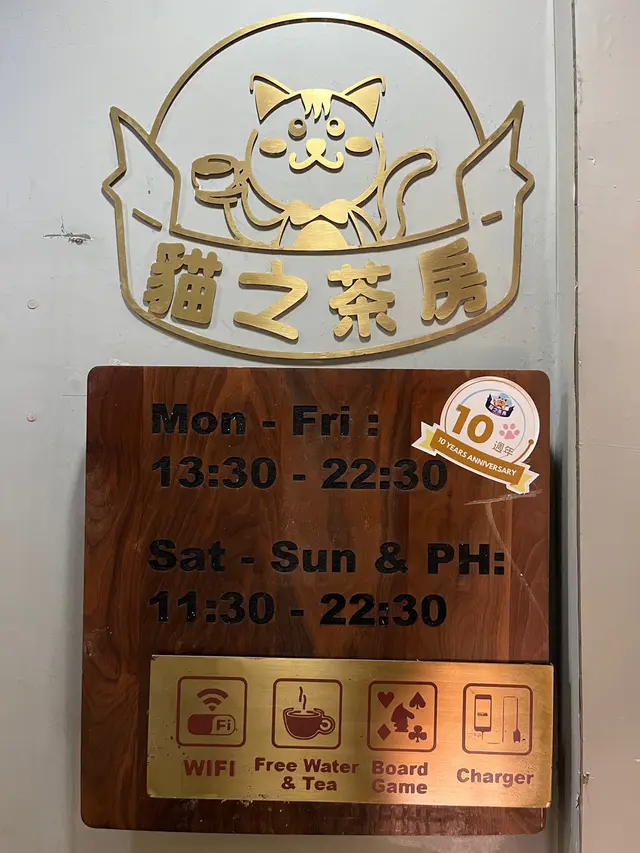 貓之茶房
Mon - Fri :
13:30 - 22:30
10
週年
10 YEARS ANNIVERSARY
Sat - Sun & PH:
11:30 - 22:30
Fi
WIFI
Free Water
& Tea
Board
Game
Charger